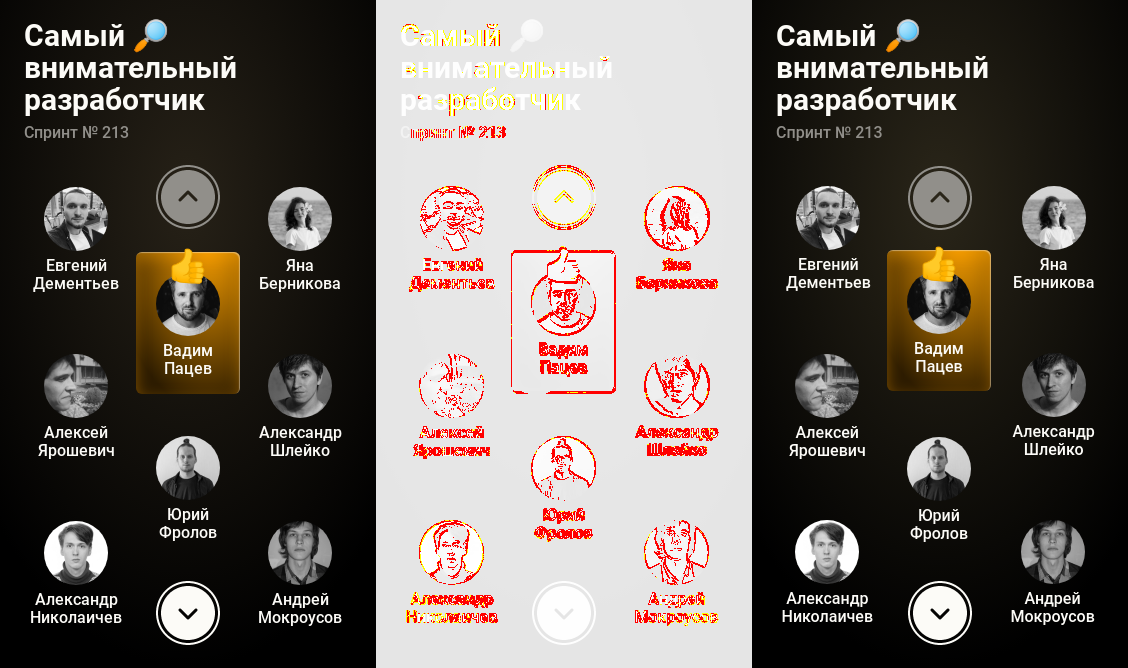 Самый 🔎
внимательный
разработчик
Спринт № 213
Евгений
Дементьев
Яна
Берникова
Вадим
Пацев
Алексей
Ярошевич
Александр
Шлейко
Юрий
Фролов
Александр
Николаичев
Андрей
Мокроусов
Самый 🔎
внимательный
разработчик
Спринт № 213
Евгений
Дементьев
Яна
Берникова
Вадим
Пацев
Алексей
Ярошевич
Александр
Шлейко
Юрий
Фролов
Александр
Николаичев
Андрей
Мокроусов
Самый 🔎
внимательный
разработчик
Спринт № 213
Евгений
Дементьев
Яна
Берникова
Вадим
Пацев
Алексей
Ярошевич
Александр
Шлейко
Юрий
Фролов
Александр
Николаичев
Андрей
Мокроусов